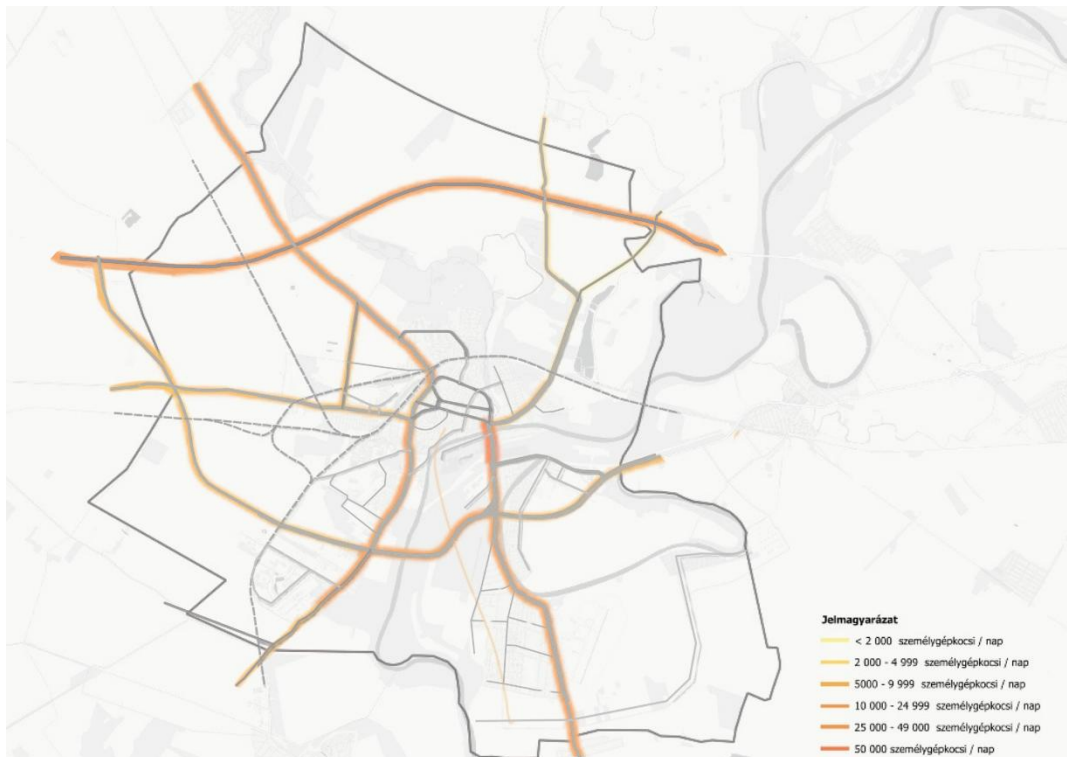 Jelmagyarázat
< 2 000 személygépkocsi / nap
2 000 - 4 999 személygépkocsi / nap
5000 - 9 999 személygépkocsi / nap
10 000 - 24 999 személygépkocsi / nap
25 000 - 49 000 személygépkocsi / nap
50 000 személygépkocsi / nap